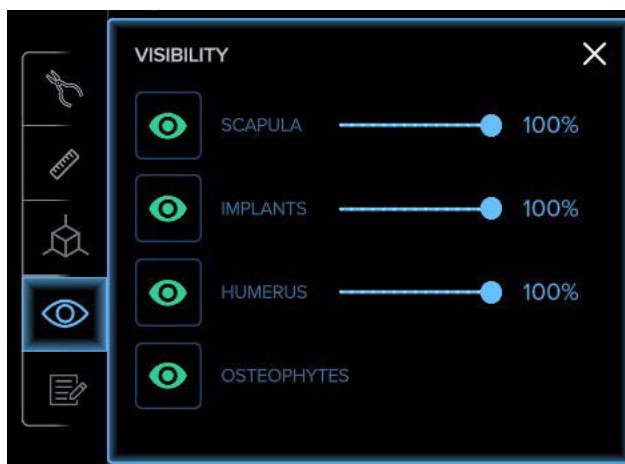 VISIBILITY
SCAPULA 100%
IMPLANTS 100%
HUMERUS 100%
OSTEOPHYTES